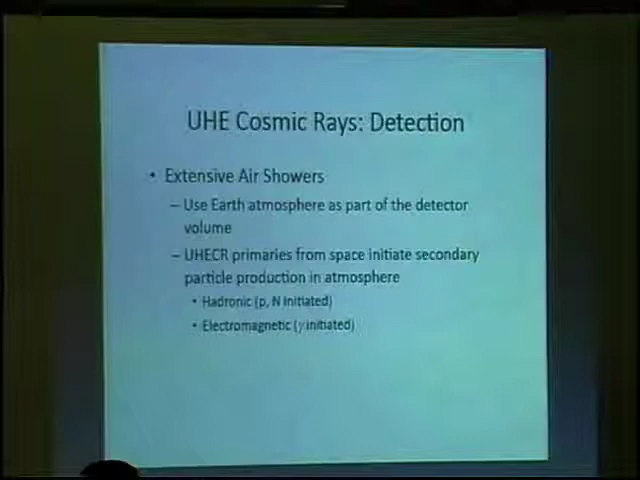 UHE Cosmic Rays: Detection
• Extensive Air Showers
– Use Earth atmosphere as part of the detector
volume
– UHECR primaries from space initiate secondary
particle production in atmosphere
• Hadronic (p, N initiated)
• Electromagnetic (γ initiated)